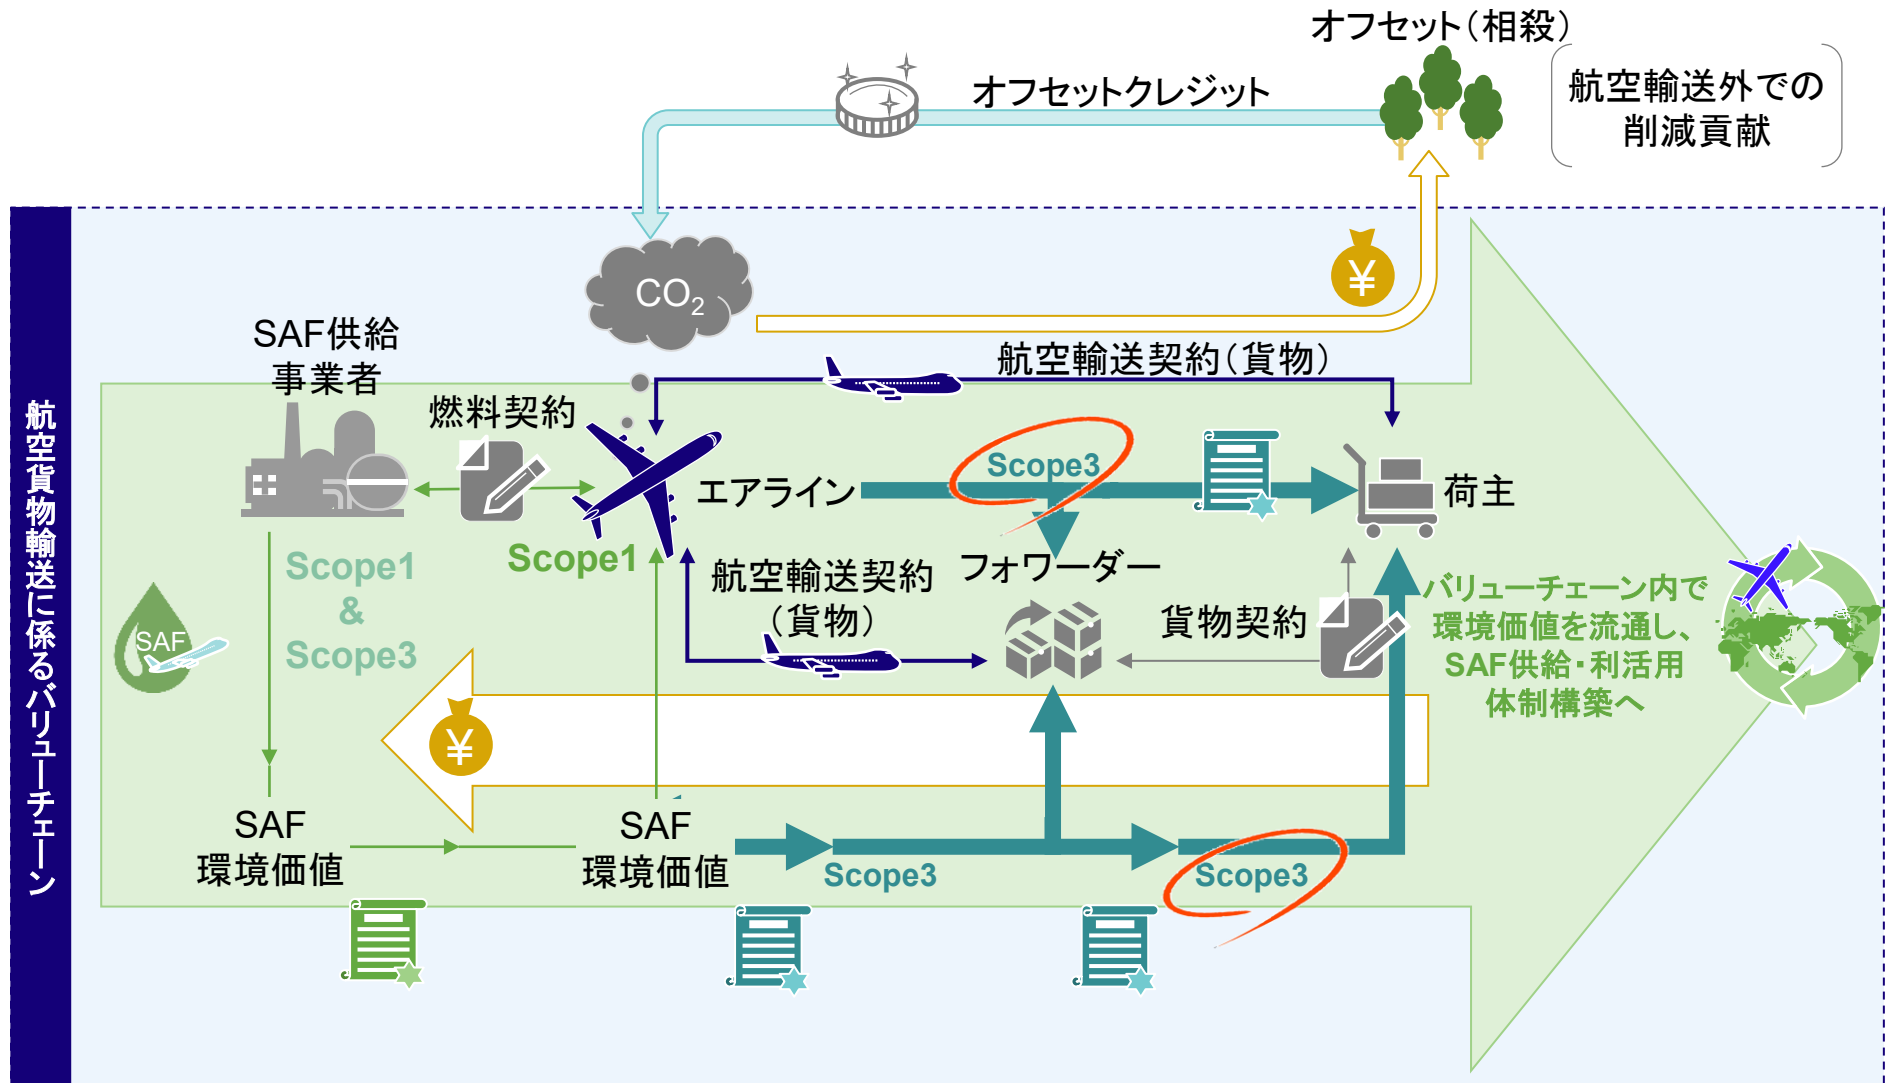 オフセット（相殺）
オフセットクレジット
航空輸送外での
削減貢献
航空貨物輸送に係るバリューチェーン
CO2
¥
SAF供給
事業者
航空輸送契約（貨物）
燃料契約
Scope3
エアライン
荷主
Scope1
Scope1
&
Scope3
航空輸送契約
（貨物）
フォワーダー
貨物契約
バリューチェーン内で
環境価値を流通し、
SAF供給・利活用
体制構築へ
SAF
¥
SAF
環境価値
SAF
環境価値
Scope3
Scope3